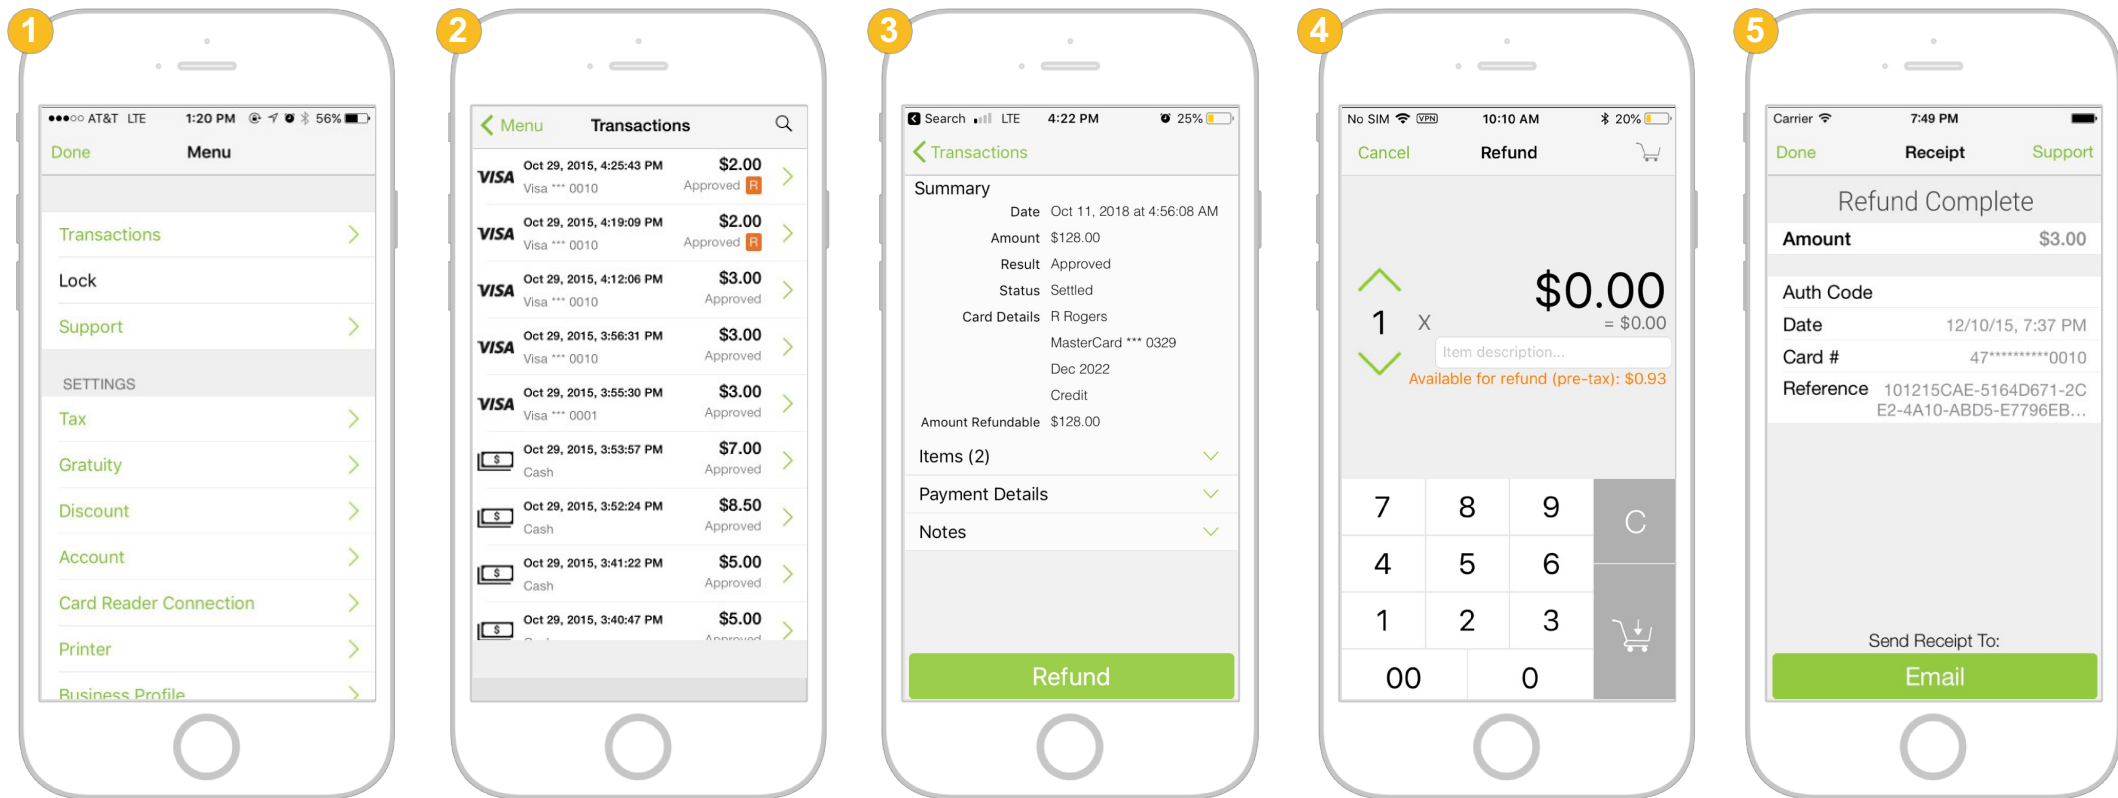 1
●●●○○ AT&T LTE 1:20 PM 56%
Done Menu
Transactions
Lock
Support
SETTINGS
Tax
Gratuity
Discount
Account
Card Reader Connection
Printer
Business Profile
2
Menu Transactions
VISA Oct 29, 2015, 4:25:43 PM $2.00
Visa *** 0010 Approved R
VISA Oct 29, 2015, 4:19:09 PM $2.00
Visa *** 0010 Approved R
VISA Oct 29, 2015, 4:12:06 PM $3.00
Visa *** 0010 Approved
VISA Oct 29, 2015, 3:56:31 PM $3.00
Visa *** 0010 Approved
VISA Oct 29, 2015, 3:55:30 PM $3.00
Visa *** 0001 Approved
$ Oct 29, 2015, 3:53:57 PM $7.00
Cash Approved
$ Oct 29, 2015, 3:52:24 PM $8.50
Cash Approved
$ Oct 29, 2015, 3:41:22 PM $5.00
Cash Approved
$ Oct 29, 2015, 3:40:47 PM $5.00
3
Search LTE 4:22 PM 25%
Transactions
Summary
Date Oct 11, 2018 at 4:56:08 AM
Amount $128.00
Result Approved
Status Settled
Card Details R Rogers
MasterCard *** 0329
Dec 2022
Credit
Amount Refundable $128.00
Items (2)
Payment Details
Notes
Refund
4
No SIM VPN 10:10 AM 20%
Cancel Refund
$0.00
1 X = $0.00
Item description...
Available for refund (pre-tax): $0.93
7 8 9 C
4 5 6
1 2 3
00 0
5
Carrier 7:49 PM
Done Receipt Support
Refund Complete
Amount $3.00
Auth Code
Date 12/10/15, 7:37 PM
Card # 47**********0010
Reference 101215CAE-5164D671-2C
E2-4A10-ABD5-E7796EB...
Send Receipt To:
Email